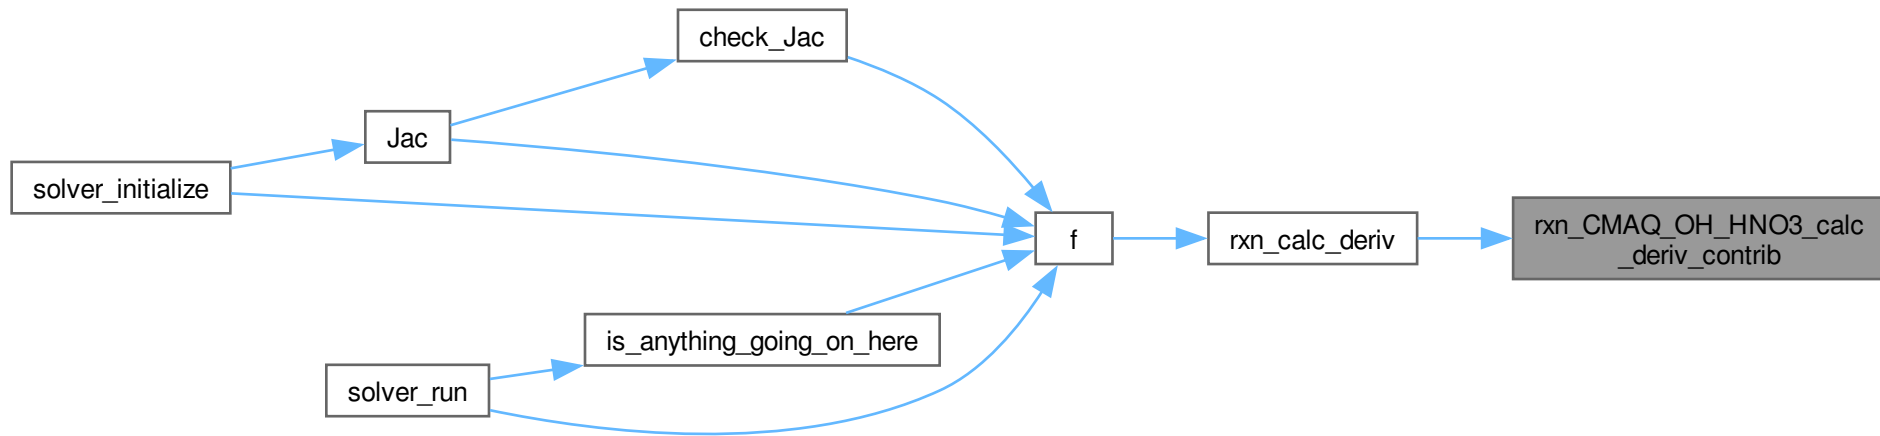 check_Jac
Jac
solver_initialize
f
rxn_calc_deriv
rxn_CMAQ_OH_HNO3_calc
_deriv_contrib
is_anything_going_on_here
solver_run